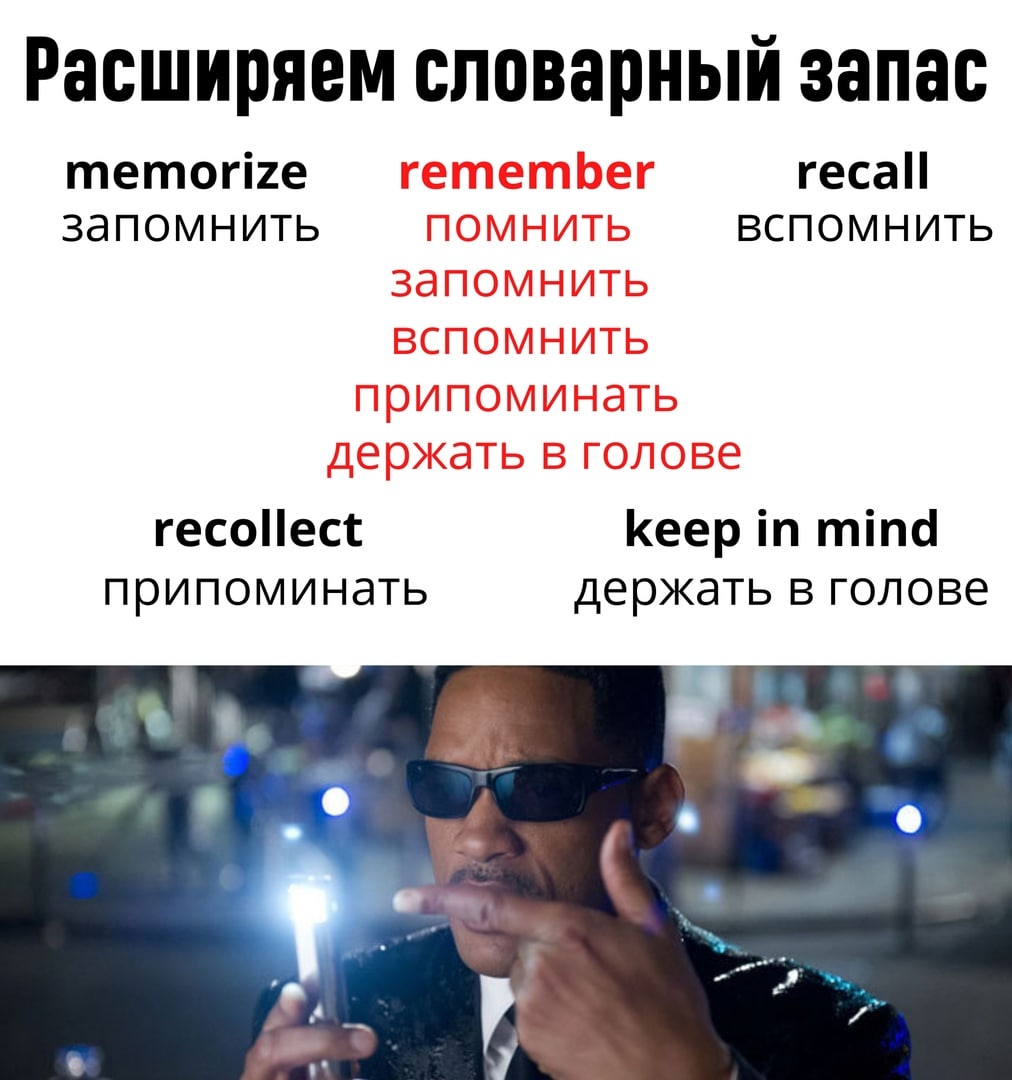 Расширяем словарный запас
memorize remember recall
запомнить помнить вспомнить
запомнить
вспомнить
припоминать
держать в голове
recollect keep in mind
припоминать держать в голове